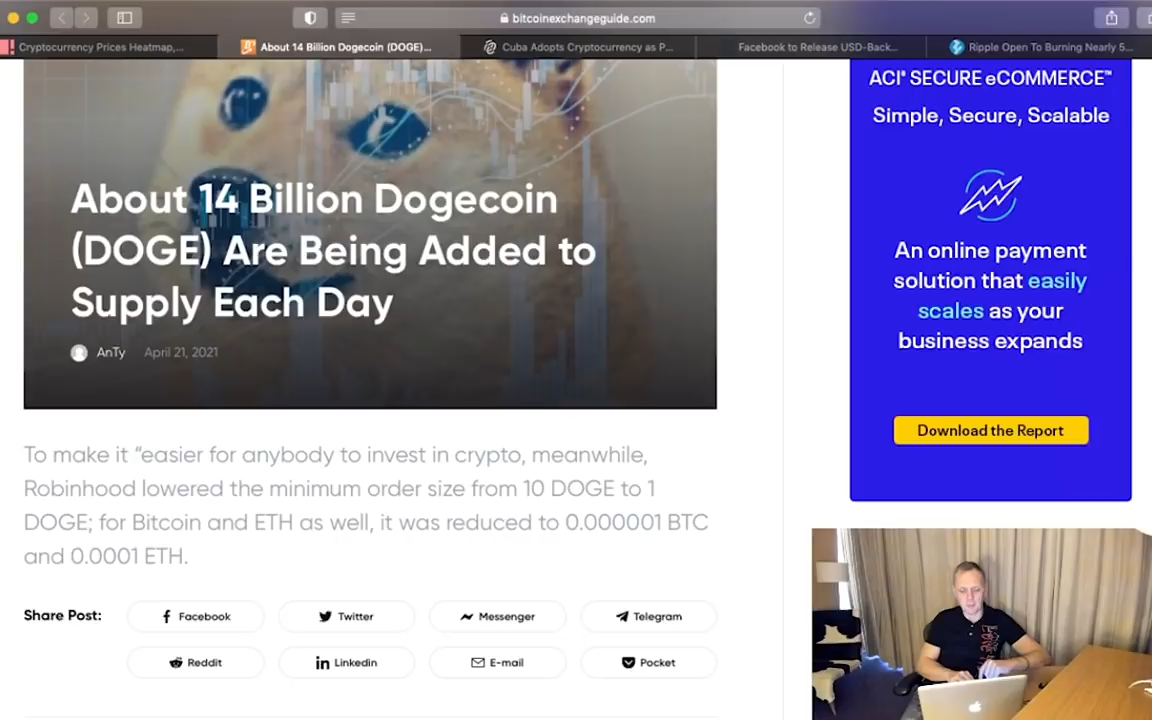 bitcoinexchangeguide.com
Cryptocurrency Prices Heatmap,...
About 14 Billion Dogecoin (DOGE)...
Cuba Adopts Cryptocurrency as P...
Facebook to Release USD-Back...
Ripple Open To Burning Nearly 5...
About 14 Billion Dogecoin
(DOGE) Are Being Added to
Supply Each Day
AnTy April 21, 2021
To make it “easier for anybody to invest in crypto, meanwhile,
Robinhood lowered the minimum order size from 10 DOGE to 1
DOGE; for Bitcoin and ETH as well, it was reduced to 0.000001 BTC
and 0.0001 ETH.
Share Post:
Facebook
Twitter
Messenger
Telegram
Reddit
Linkedin
E-mail
Pocket
ACI® SECURE eCOMMERCE™
Simple, Secure, Scalable
An online payment
solution that easily
scales as your
business expands
Download the Report